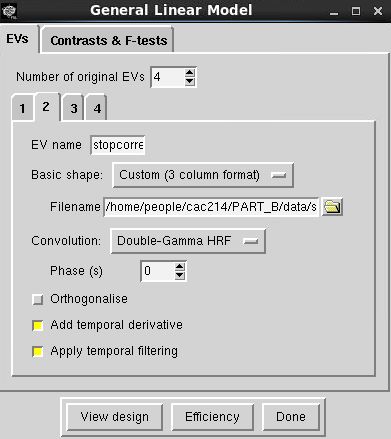 General Linear Model
EVs Contrasts & F-tests
Number of original EVs 4
1 2 3 4
EV name stopcorre
Basic shape: Custom (3 column format)
Filename /home/people/cac214/PART_B/data/s
Convolution: Double-Gamma HRF
Phase (s) 0
Orthogonalise
Add temporal derivative
Apply temporal filtering
View design Efficiency Done